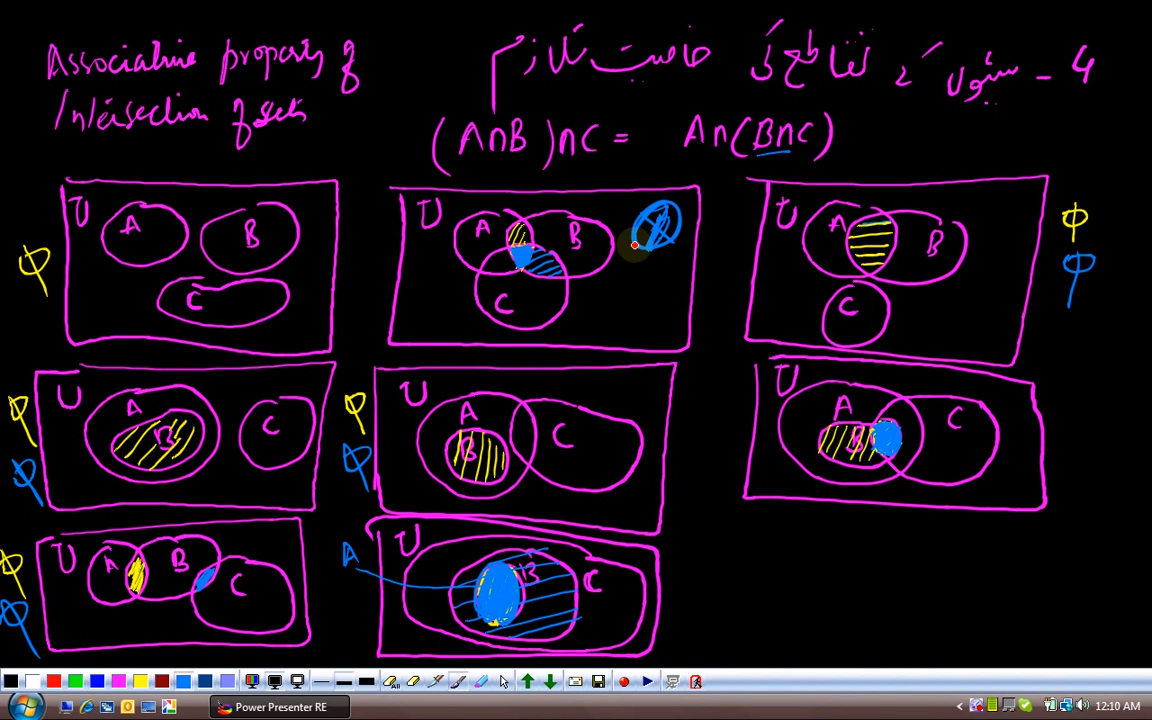 Associative property of
Intersection of sets
4 - سیٹوں کے تقاطع کی خاصیت تلازم
(A∩B)∩C = A∩(B∩C)
U A B C
φ
U A B C
U A B C
φ
φ
U A B C
φ
φ
U A B C
φ
φ
U A B C
U A B C
φ
φ
U B C
A
Power Presenter RE
12:10 AM